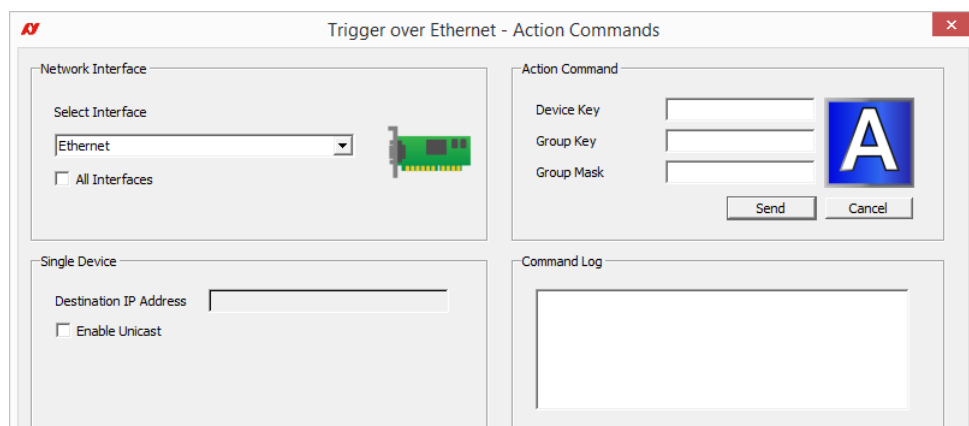 Trigger over Ethernet - Action Commands
Network Interface
Select Interface
Ethernet
All Interfaces
Action Command
Device Key
Group Key
Group Mask
A
Send Cancel
Single Device
Destination IP Address
Enable Unicast
Command Log